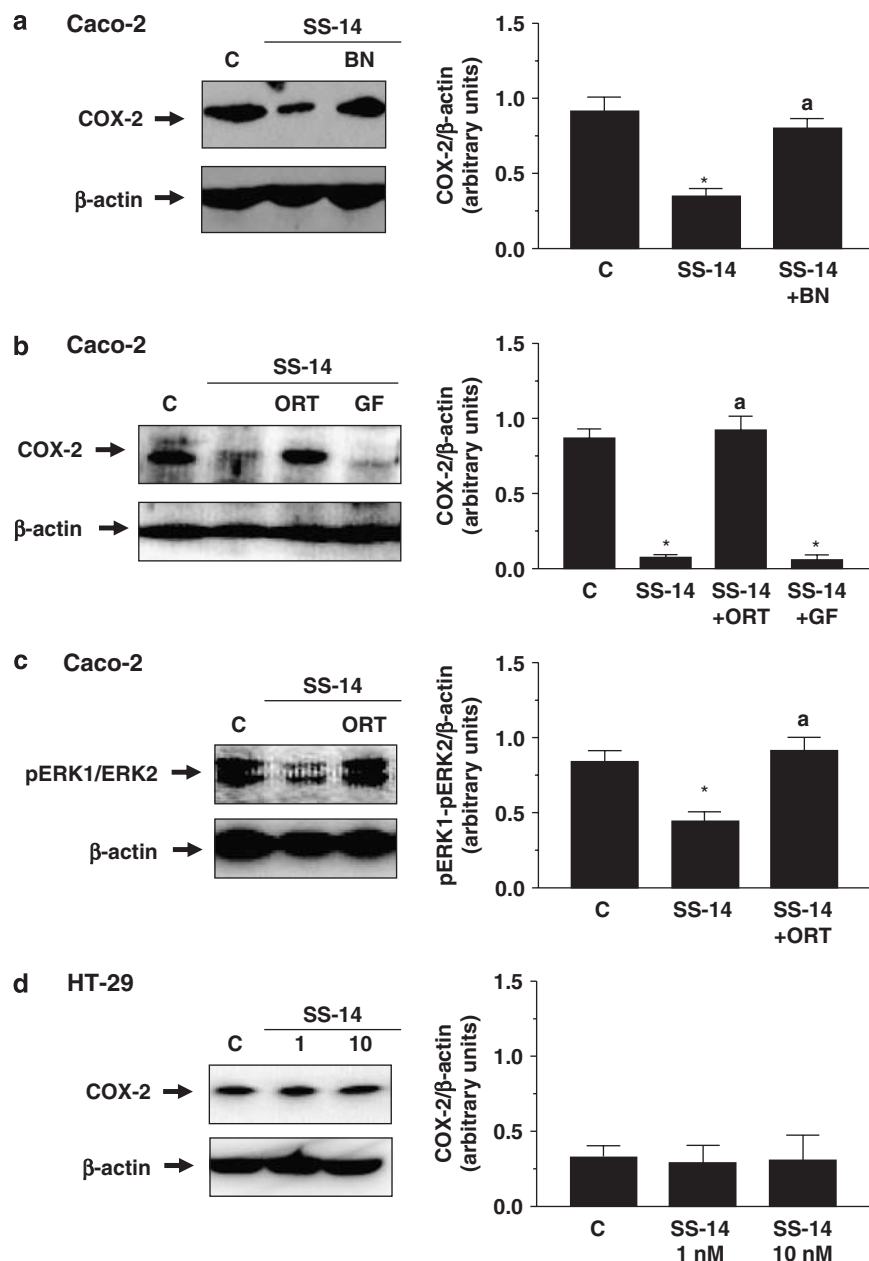 a Caco-2
SS-14
C BN
COX-2
β-actin
COX-2/β-actin
(arbitrary units)
1.5
1.0
0.5
0.0
*
a
C SS-14 SS-14
+BN
b Caco-2
SS-14
C ORT GF
COX-2
β-actin
COX-2/β-actin
(arbitrary units)
1.5
1.0
0.5
0.0
*
a
*
C SS-14 SS-14 SS-14
+ORT +GF
c Caco-2
SS-14
C ORT
pERK1/ERK2
β-actin
pERK1-pERK2/β-actin
(arbitrary units)
1.5
1.0
0.5
0.0
*
a
C SS-14 SS-14
+ORT
d HT-29
SS-14
C 1 10
COX-2
β-actin
COX-2/β-actin
(arbitrary units)
1.5
1.0
0.5
0.0
C SS-14 SS-14
1 nM 10 nM